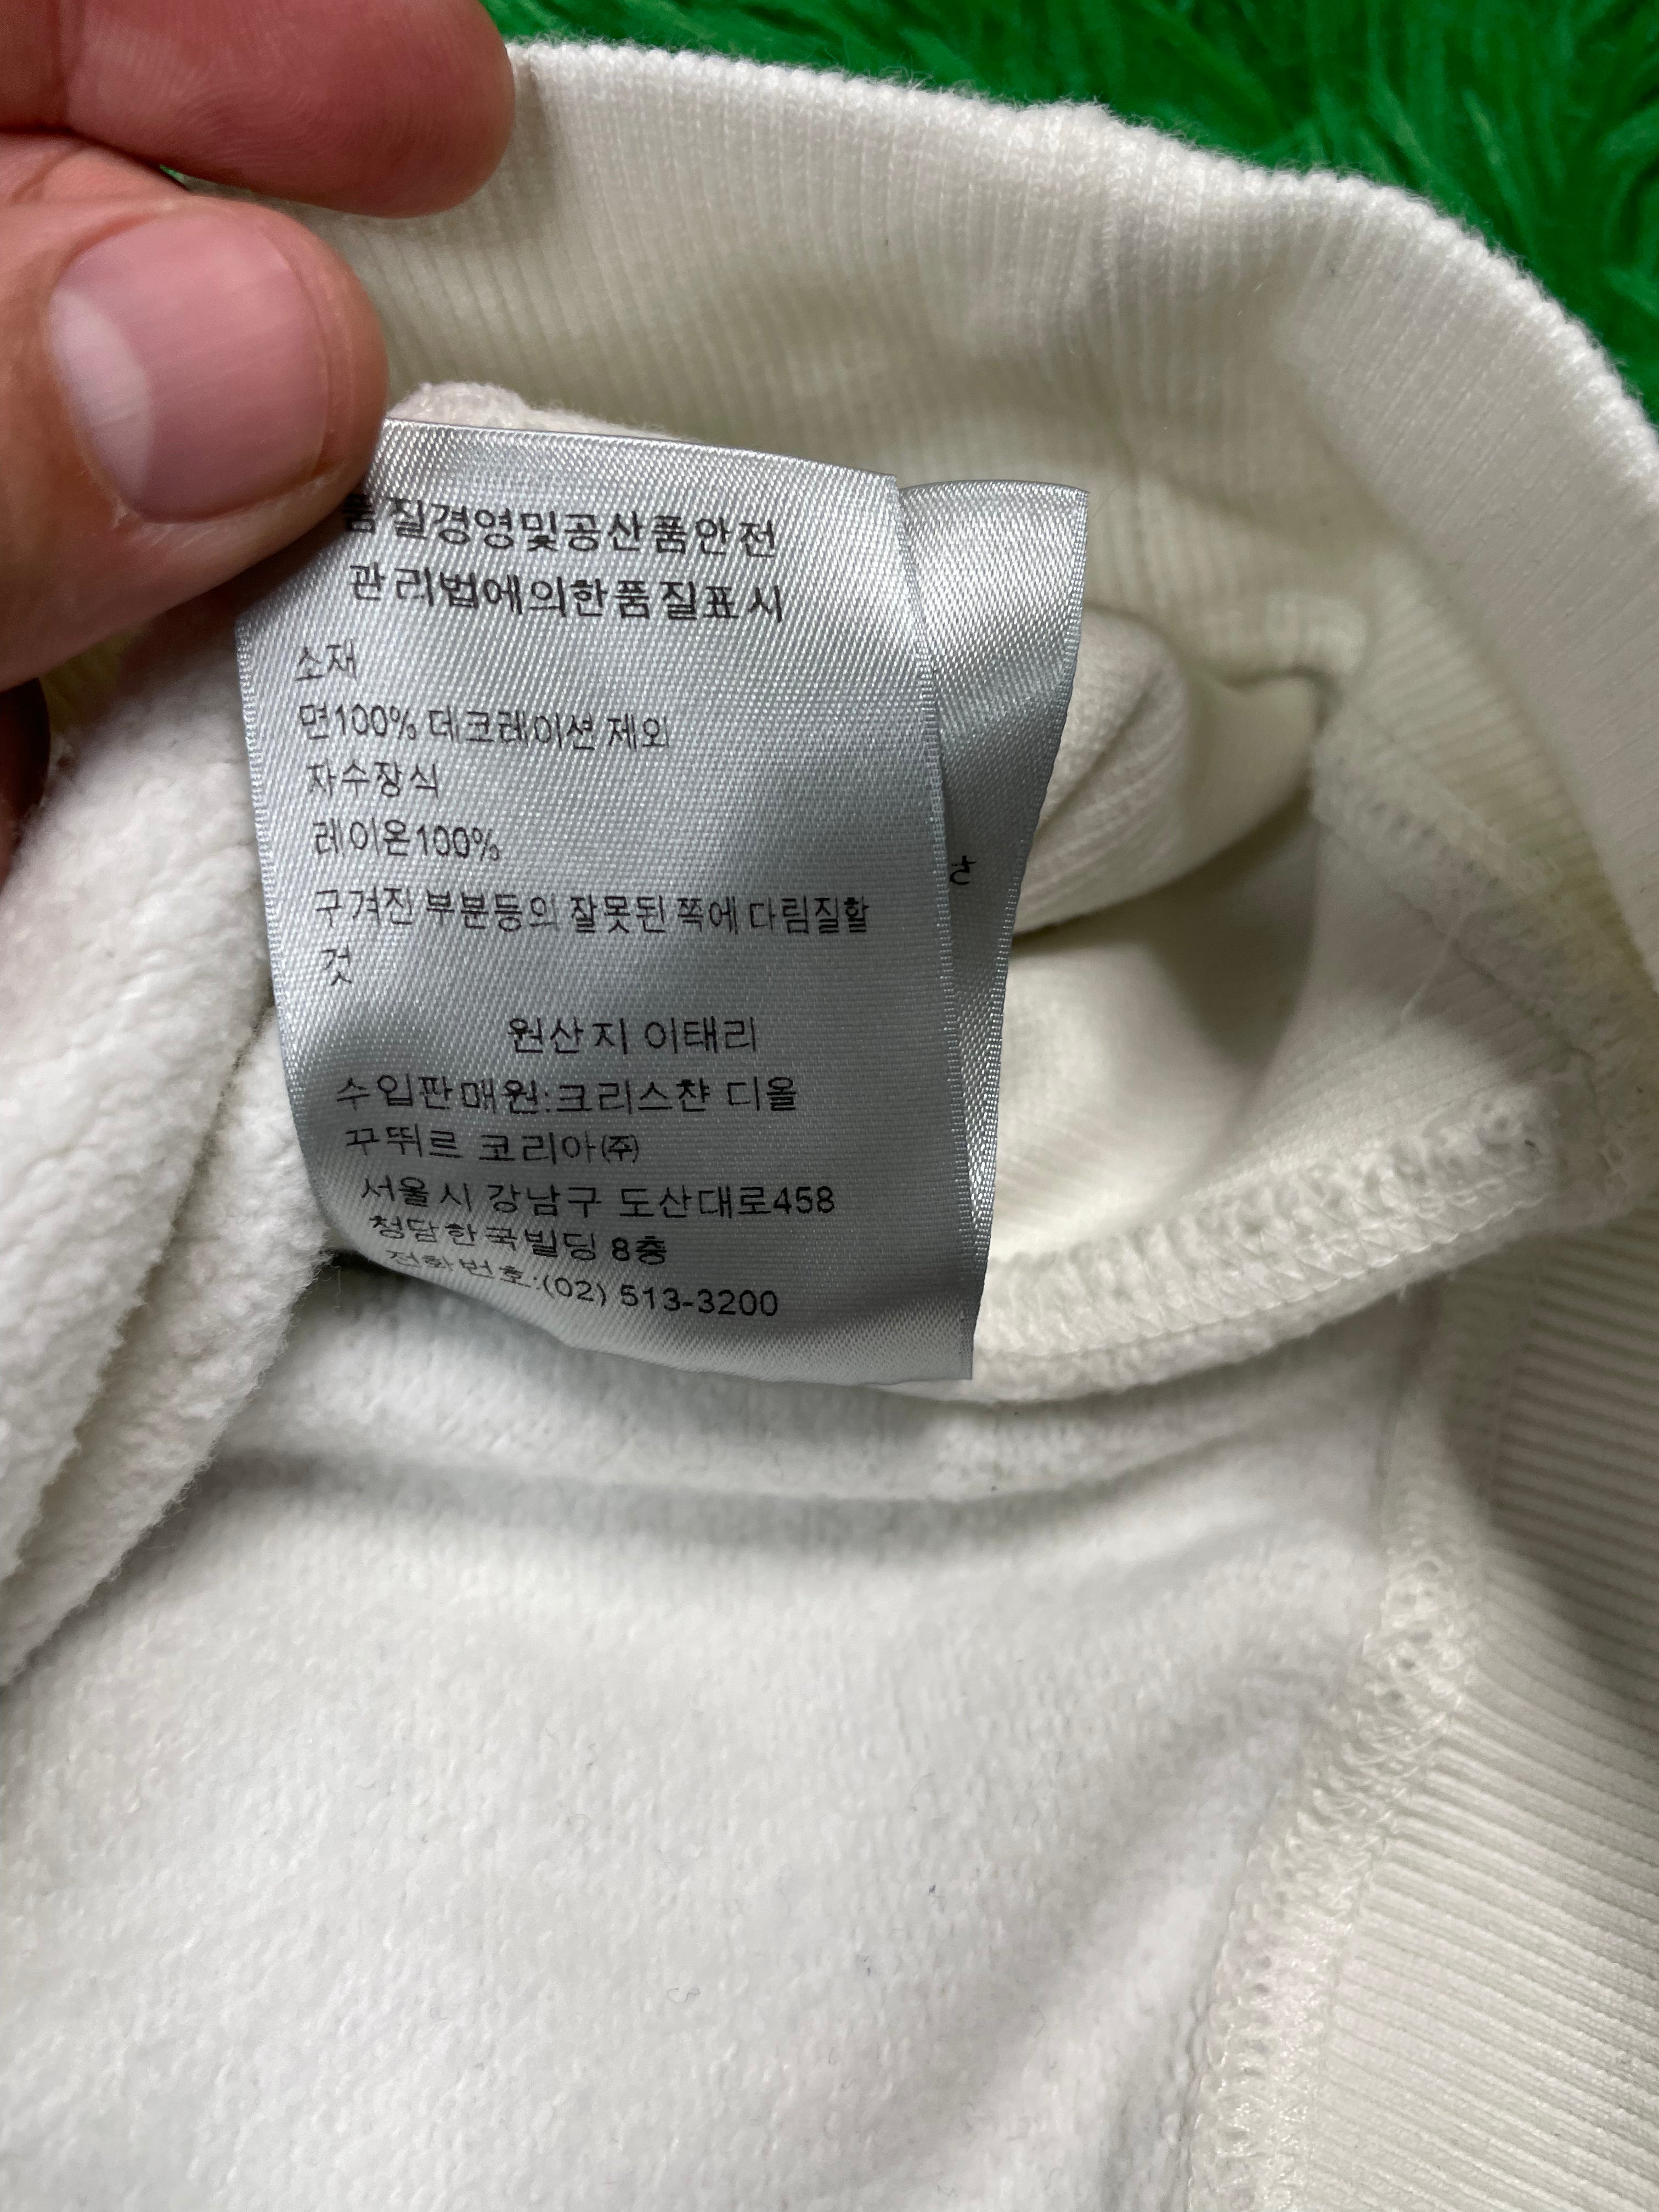 품질경영및공산품안전
관리법에의한품질표시
소재
면100% 데코레이션 제외
자수장식
레이온100%
구겨진 부분등의 잘못된 쪽에 다림질할
것
원산지 이태리
수입판매원:크리스챤 디올
꾸뛰르 코리아㈜
서울시 강남구 도산대로458
청담한국빌딩 8층
전화번호:(02) 513-3200